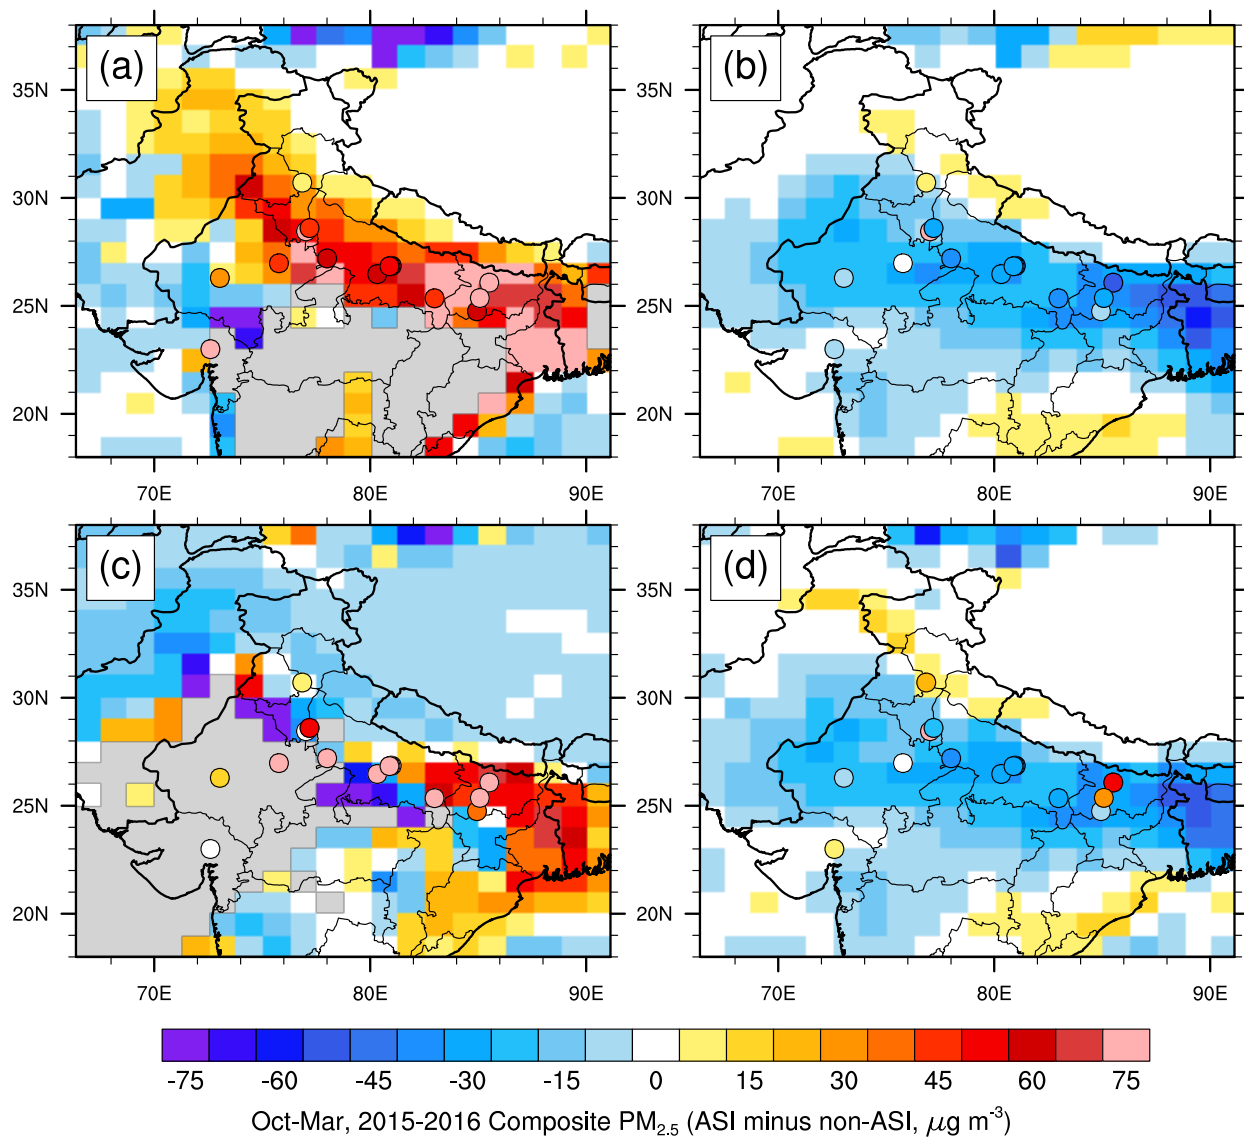 (a)
(b)
35N
35N
30N
30N
25N
25N
20N
20N
70E 80E 90E
70E 80E 90E
(c)
(d)
35N
35N
30N
30N
25N
25N
20N
20N
70E 80E 90E
70E 80E 90E
-75 -60 -45 -30 -15 0 15 30 45 60 75
Oct-Mar, 2015-2016 Composite PM2.5 (ASI minus non-ASI, μg m-3)